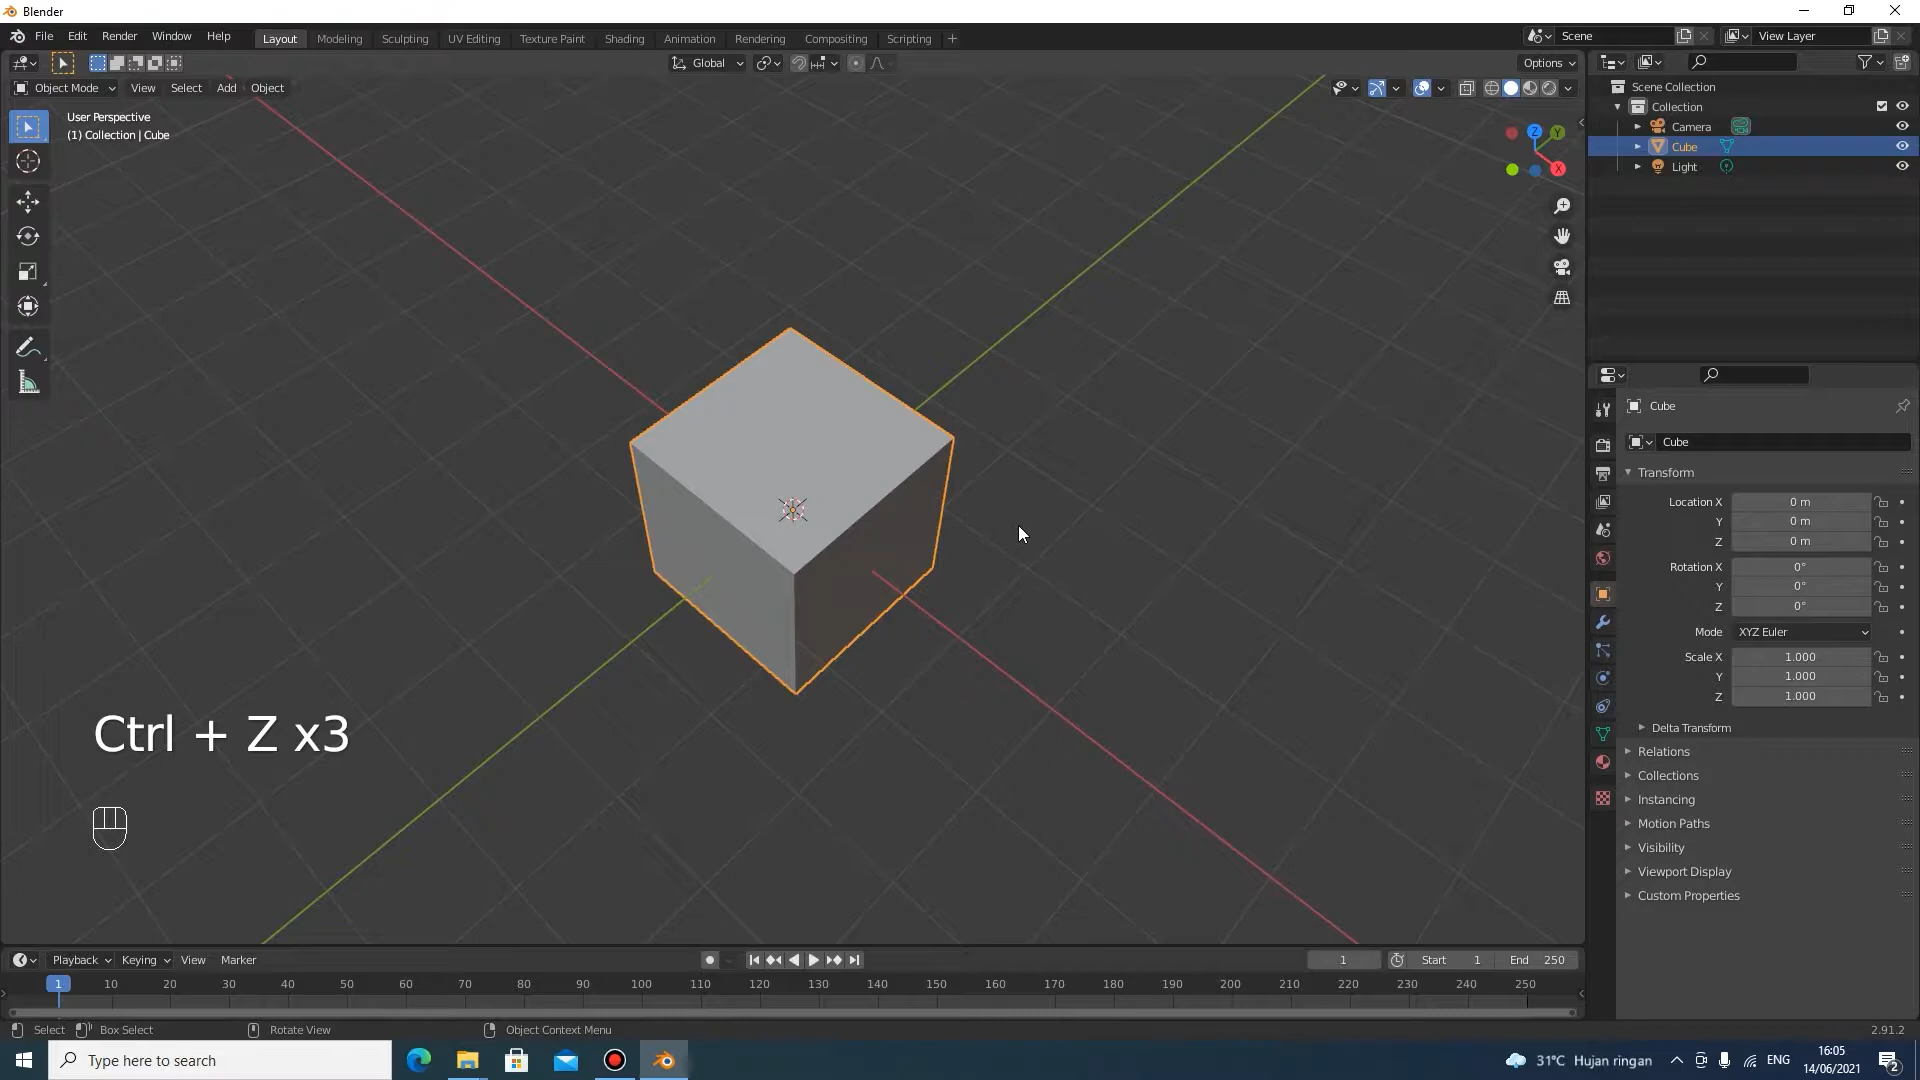 Blender
File Edit Render Window Help Layout Modeling Sculpting UV Editing Texture Paint Shading Animation Rendering Compositing Scripting + Scene View Layer
Global Options
Object Mode View Select Add Object
User Perspective
(1) Collection | Cube
Z Y
X
Scene Collection
Collection
Camera
Cube
Light
Cube
Cube
Transform
Location X 0 m
Y 0 m
Z 0 m
Rotation X 0°
Y 0°
Z 0°
Mode XYZ Euler
Scale X 1.000
Y 1.000
Z 1.000
Delta Transform
Relations
Collections
Instancing
Motion Paths
Visibility
Viewport Display
Custom Properties
Ctrl + Z x3
Playback Keying View Marker 1 Start 1 End 250
1 10 20 30 40 50 60 70 80 90 100 110 120 130 140 150 160 170 180 190 200 210 220 230 240 250
Select Box Select Rotate View Object Context Menu 2.91.2
Type here to search 31°C Hujan ringan ENG 16:05
14/06/2021 2